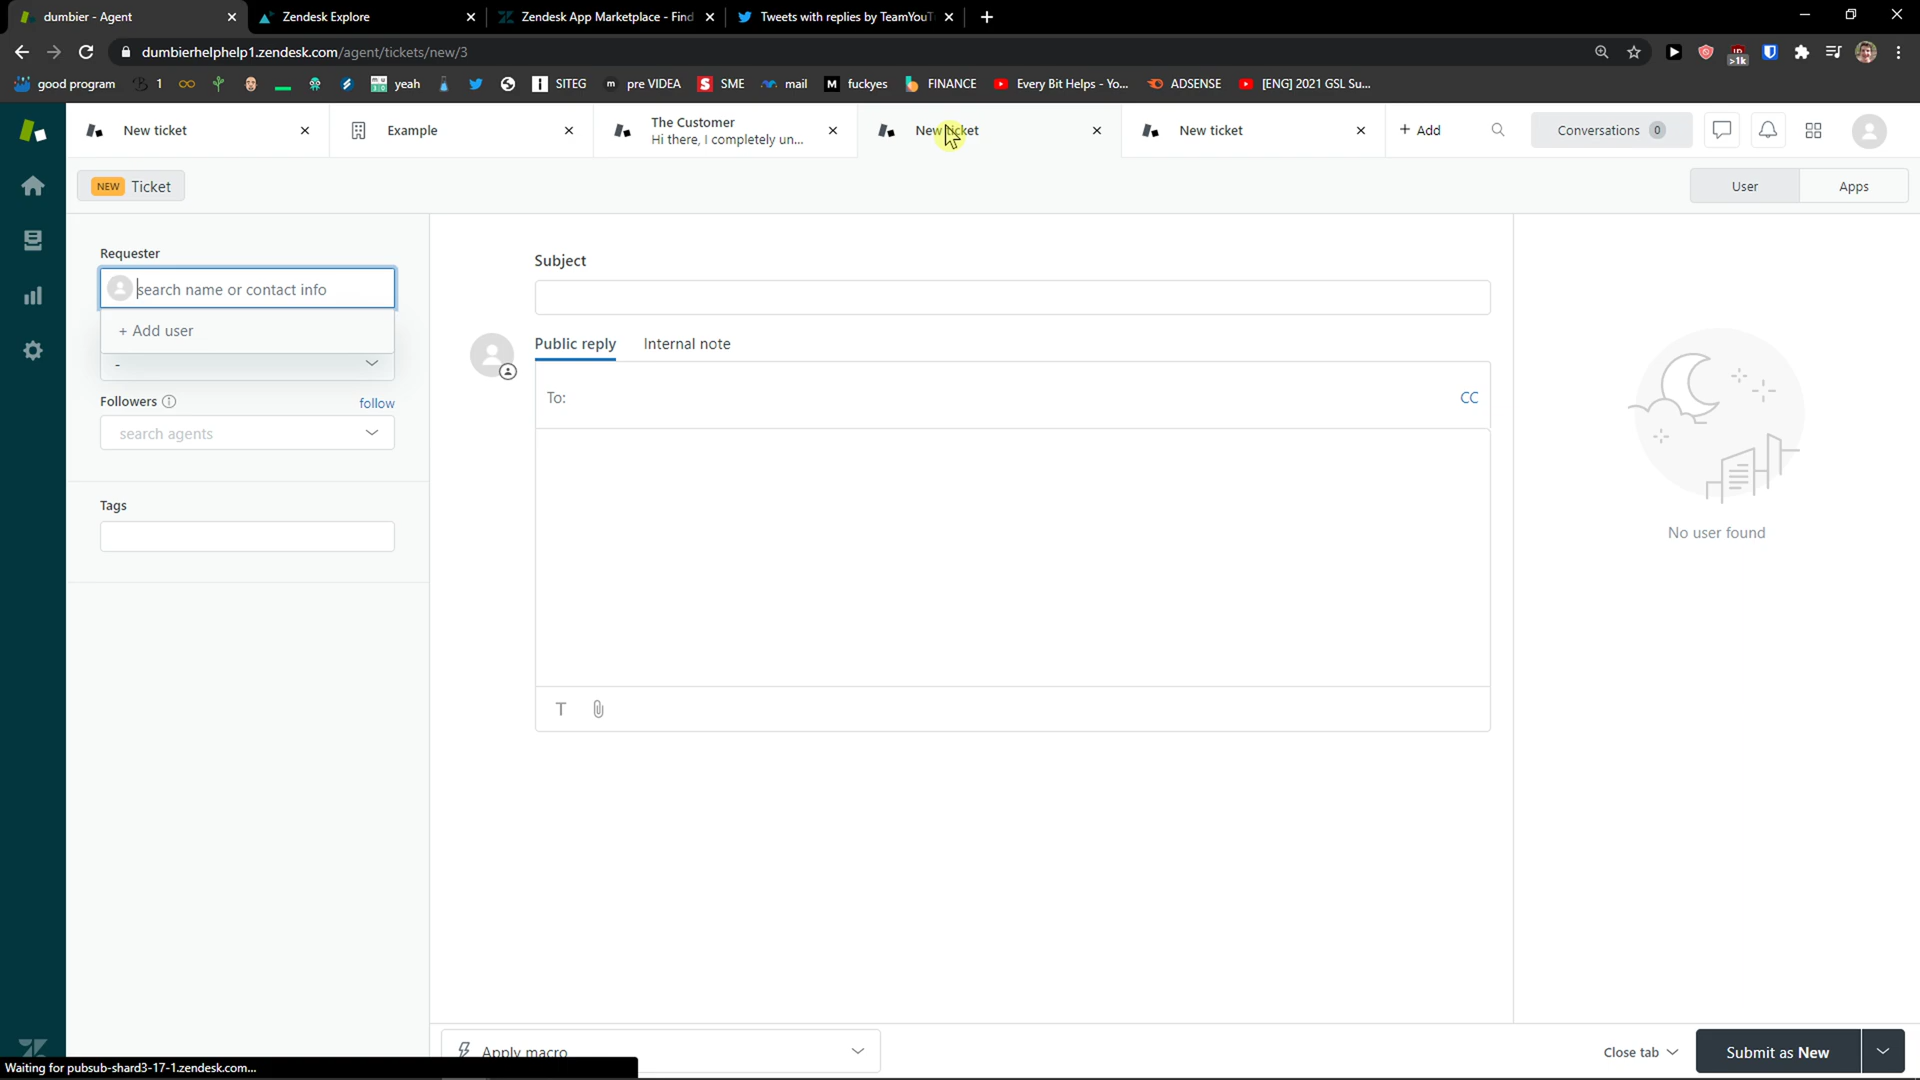 dumbier - Agent
Zendesk Explore
Zendesk App Marketplace - Find
Tweets with replies by TeamYouT
dumbierhelphelp1.zendesk.com/agent/tickets/new/3
good program
1
yeah
SITEG
pre VIDEA
SME
mail
fuckyes
FINANCE
Every Bit Helps - Yo...
ADSENSE
[ENG] 2021 GSL Su...
New ticket
Example
The Customer
Hi there, I completely un...
New ticket
New ticket
+ Add
Conversations 0
NEW Ticket
User
Apps
Requester
search name or contact info
+ Add user
-
Followers
follow
search agents
Tags
Subject
Public reply
Internal note
To:
CC
T
No user found
Apply macro
Close tab
Submit as New
Waiting for pubsub-shard3-17-1.zendesk.com...